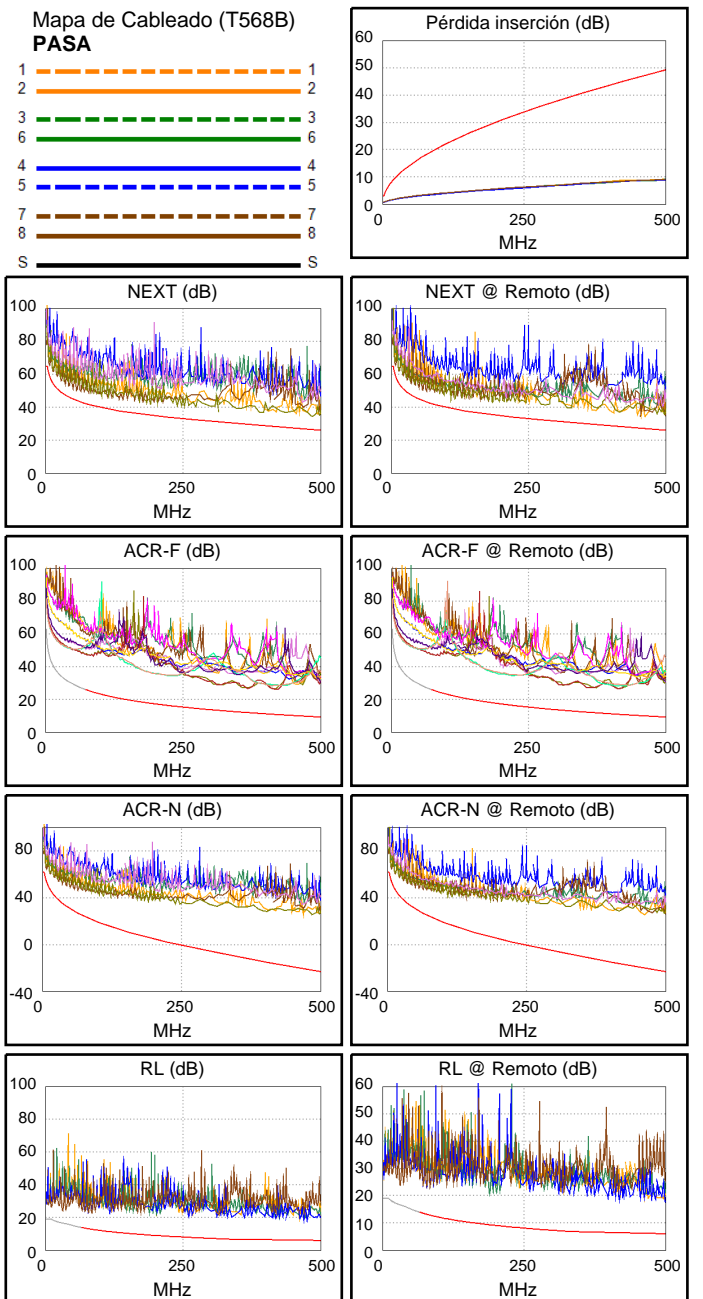 Mapa de Cableado (T568B)
PASA
1 1
2 2
3 3
6 6
4 4
5 5
7 7
8 8
S S
Pérdida inserción (dB)
60
50
40
30
20
10
0
0 250 500
MHz
NEXT (dB)
100
80
60
40
20
0
0 250 500
MHz
NEXT @ Remoto (dB)
100
80
60
40
20
0
0 250 500
MHz
ACR-F (dB)
100
80
60
40
20
0
0 250 500
MHz
ACR-F @ Remoto (dB)
100
80
60
40
20
0
0 250 500
MHz
ACR-N (dB)
80
40
0
-40
0 250 500
MHz
ACR-N @ Remoto (dB)
80
40
0
-40
0 250 500
MHz
RL (dB)
100
80
60
40
20
0
0 250 500
MHz
RL @ Remoto (dB)
60
50
40
30
20
10
0
0 250 500
MHz